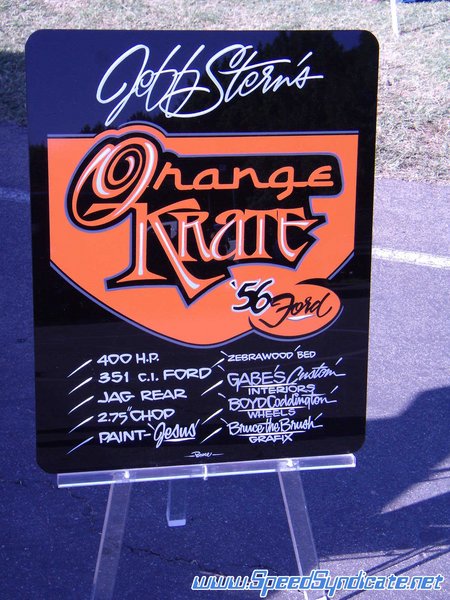 Jeff Stern's
Orange
KRATE
'56 Ford
400 H.P.
351 C.I. FORD
JAG REAR
2.75" CHOP
PAINT-Jesus
ZEBRAWOOD BED
GABE'S Custom
INTERIORS
BOYD Coddington
WHEELS
Bruce the Brush
GRAFIX
www.SpeedSyndicate.net